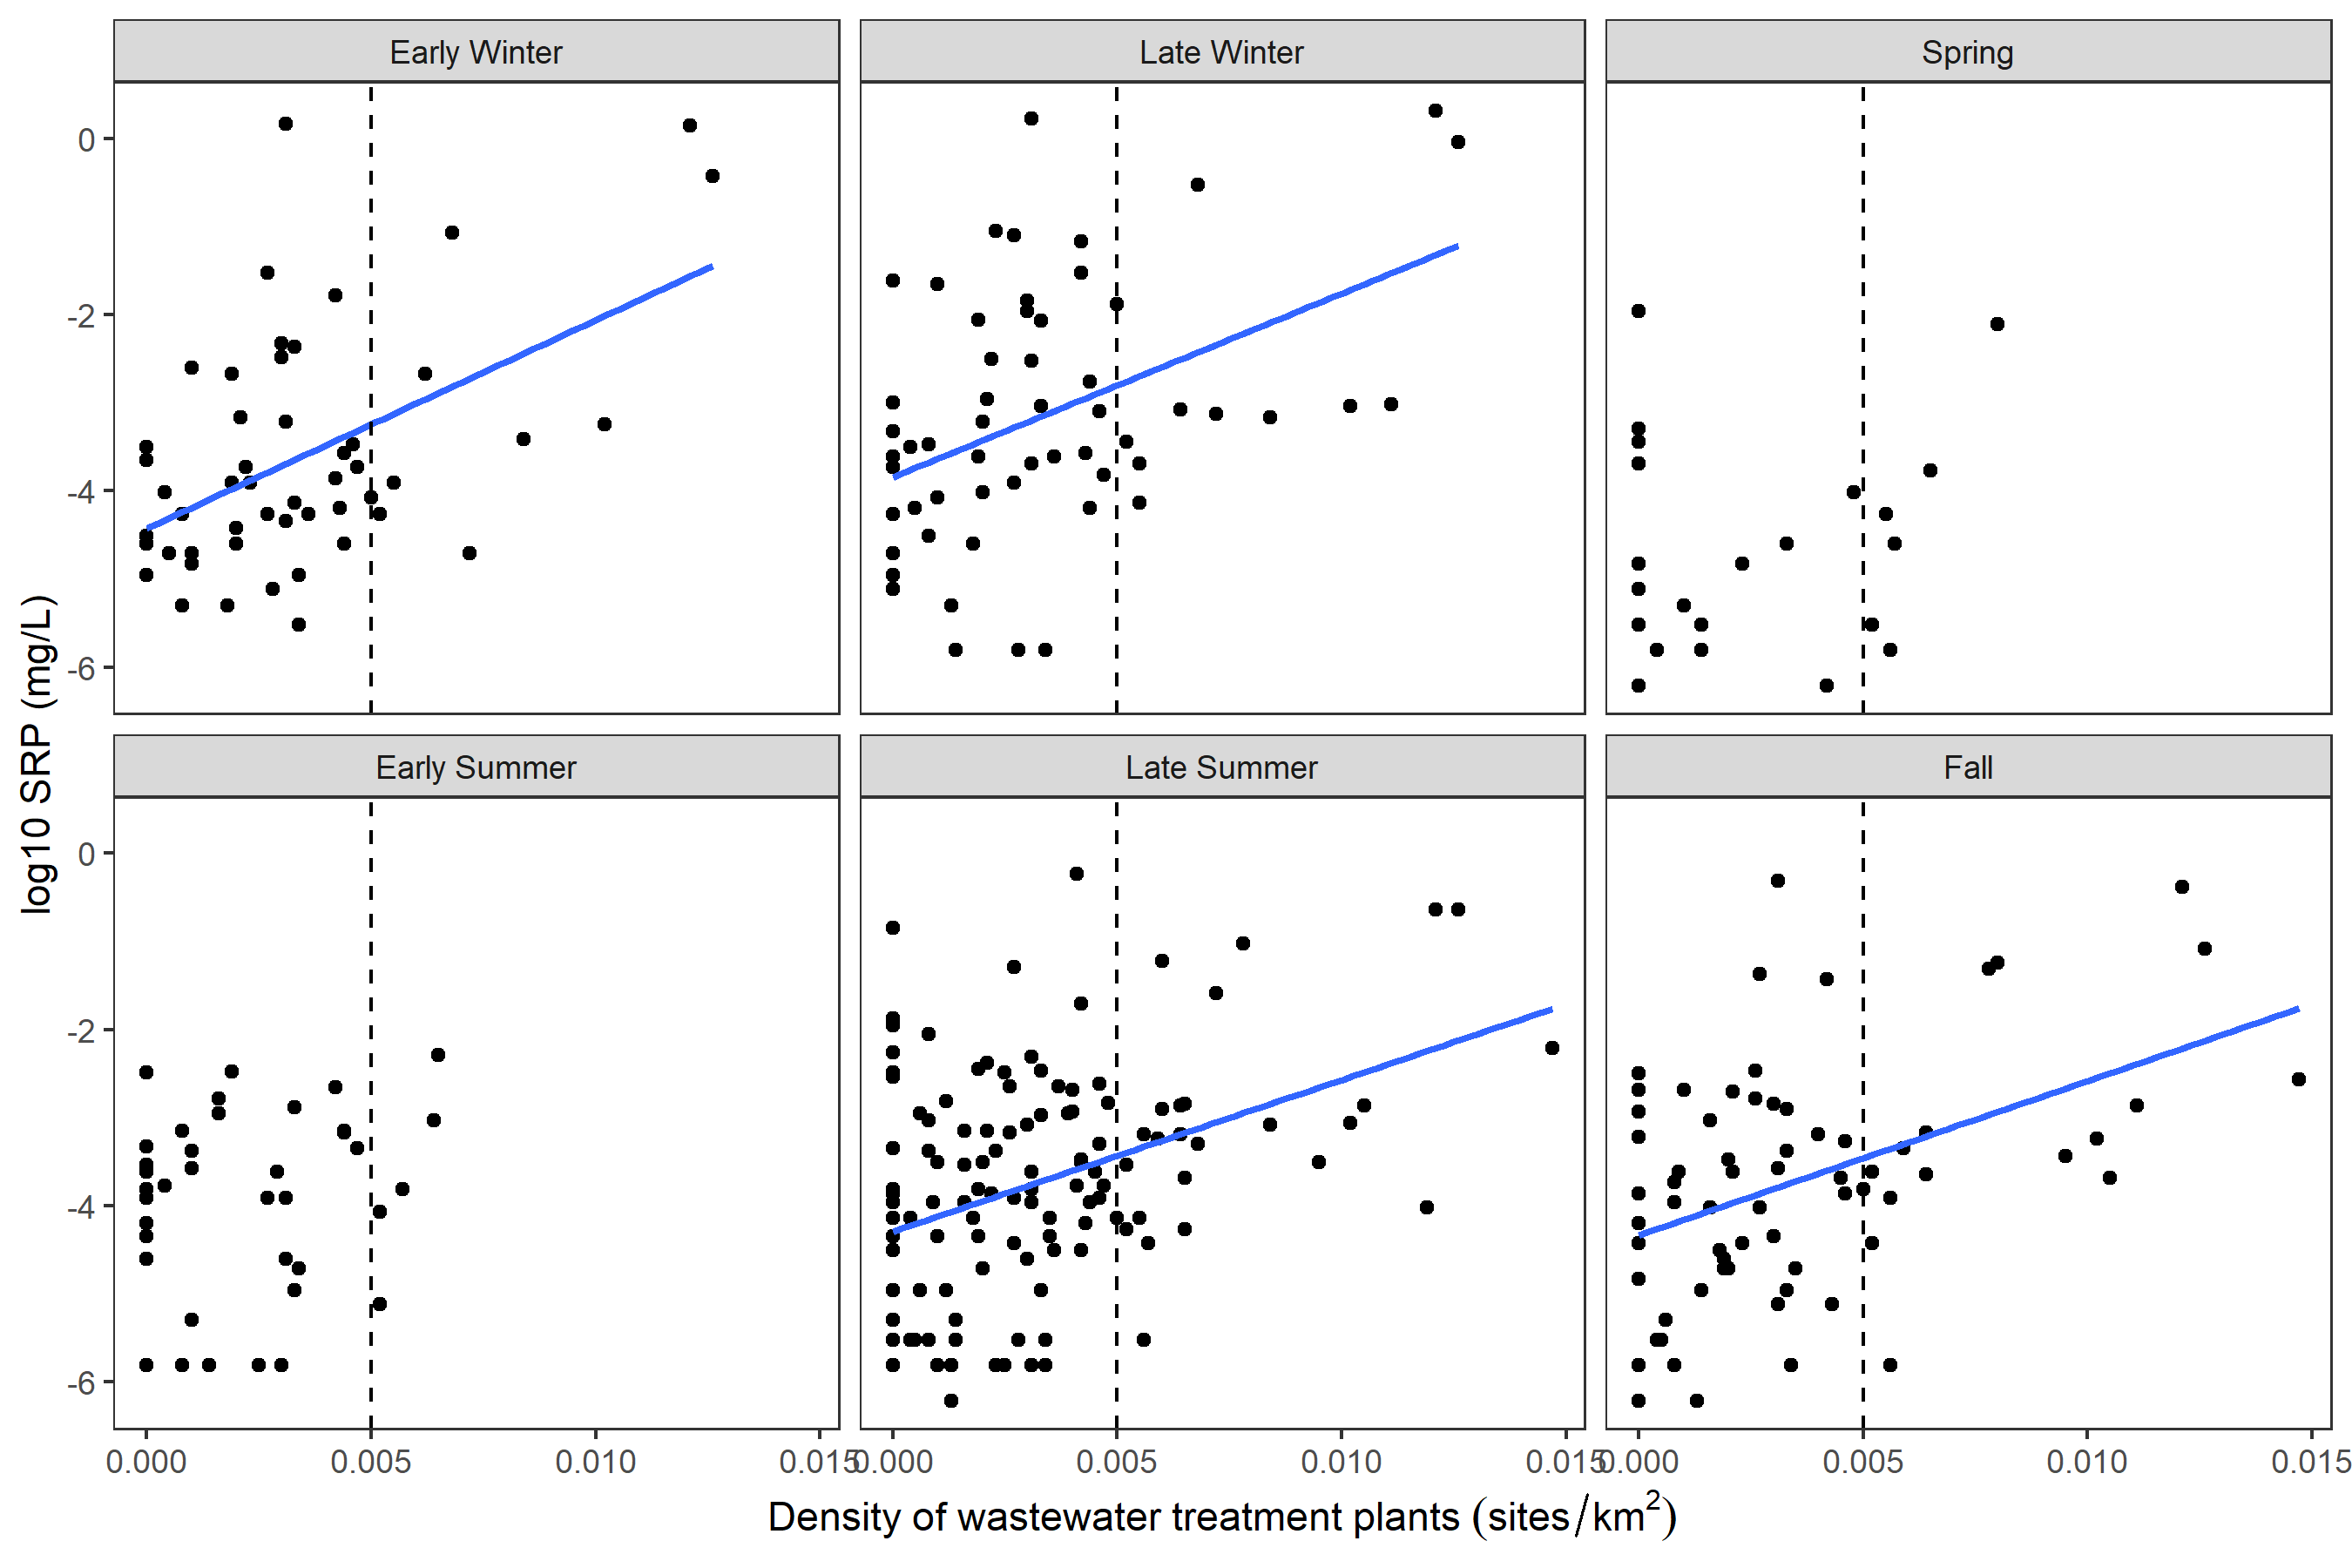 Early Winter
Late Winter
Spring
0
-2
-4
-6
Early Summer
Late Summer
Fall
0
-2
-4
-6
log10 SRP (mg/L)
0.000 0.005 0.010 0.015 0.000 0.005 0.010 0.015 0.000 0.005 0.010 0.015
Density of wastewater treatment plants (sites/km²)